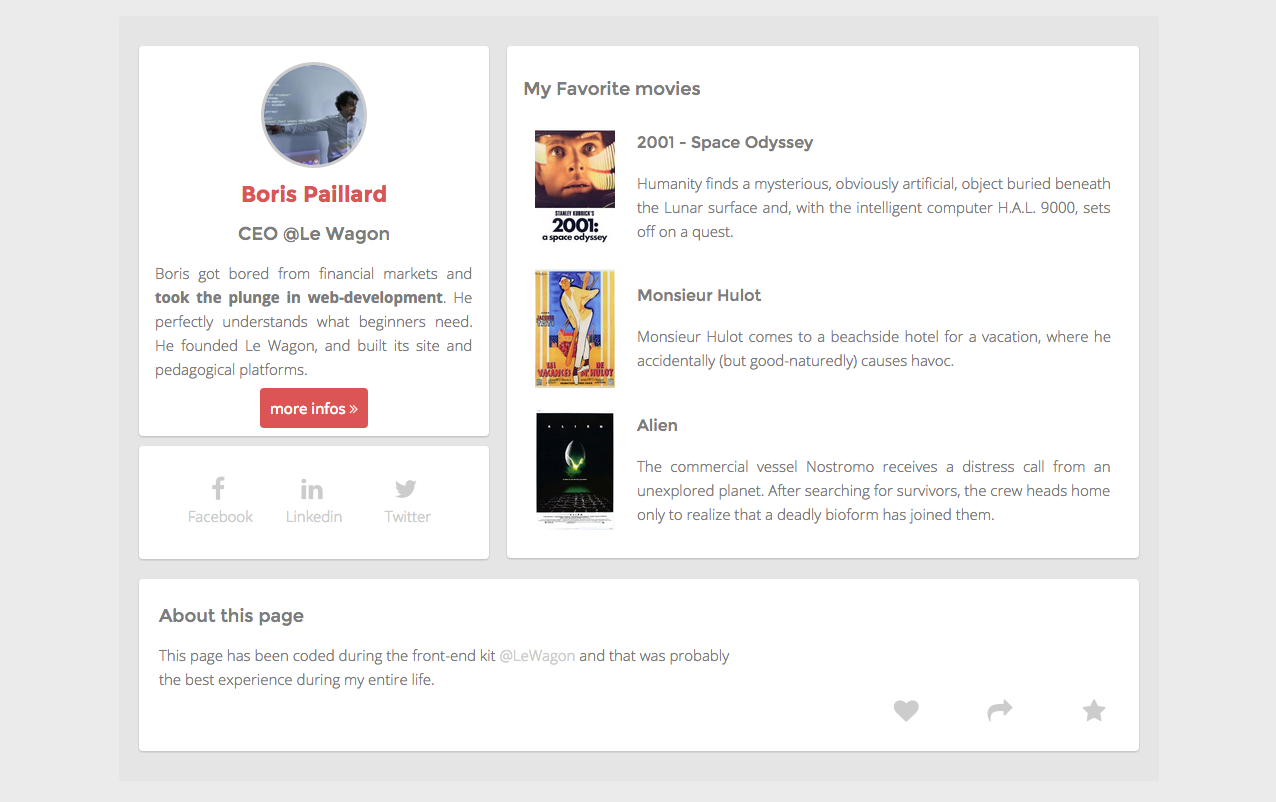 Boris Paillard
CEO @Le Wagon
Boris got bored from financial markets and
took the plunge in web-development. He
perfectly understands what beginners need.
He founded Le Wagon, and built its site and
pedagogical platforms.
more infos »
Facebook
Linkedin
Twitter
My Favorite movies
STANLEY KUBRICK'S
2001:
a space odyssey
2001 - Space Odyssey
Humanity finds a mysterious, obviously artificial, object buried beneath
the Lunar surface and, with the intelligent computer H.A.L. 9000, sets
off on a quest.
JACQUES
TATI
LES
VACANCES
DE
Mr HULOT
Monsieur Hulot
Monsieur Hulot comes to a beachside hotel for a vacation, where he
accidentally (but good-naturedly) causes havoc.
ALIEN
Alien
The commercial vessel Nostromo receives a distress call from an
unexplored planet. After searching for survivors, the crew heads home
only to realize that a deadly bioform has joined them.
About this page
This page has been coded during the front-end kit @LeWagon and that was probably
the best experience during my entire life.